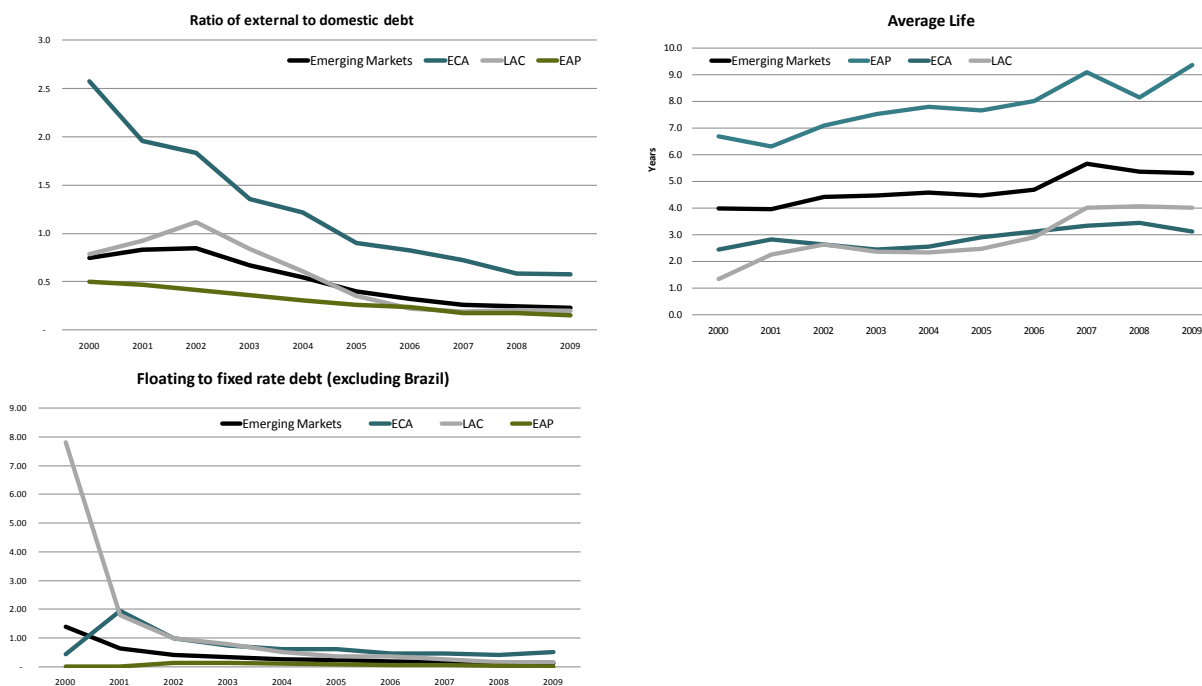 Ratio of external to domestic debt
3.0
2.5
2.0
1.5
1.0
0.5
-
Emerging Markets ECA LAC EAP
2000 2001 2002 2003 2004 2005 2006 2007 2008 2009
Average Life
10.0
9.0
8.0
7.0
6.0
5.0
4.0
3.0
2.0
1.0
0.0
Years
Emerging Markets EAP ECA LAC
2000 2001 2002 2003 2004 2005 2006 2007 2008 2009
Floating to fixed rate debt (excluding Brazil)
9.00
8.00
7.00
6.00
5.00
4.00
3.00
2.00
1.00
-
Emerging Markets ECA LAC EAP
2000 2001 2002 2003 2004 2005 2006 2007 2008 2009